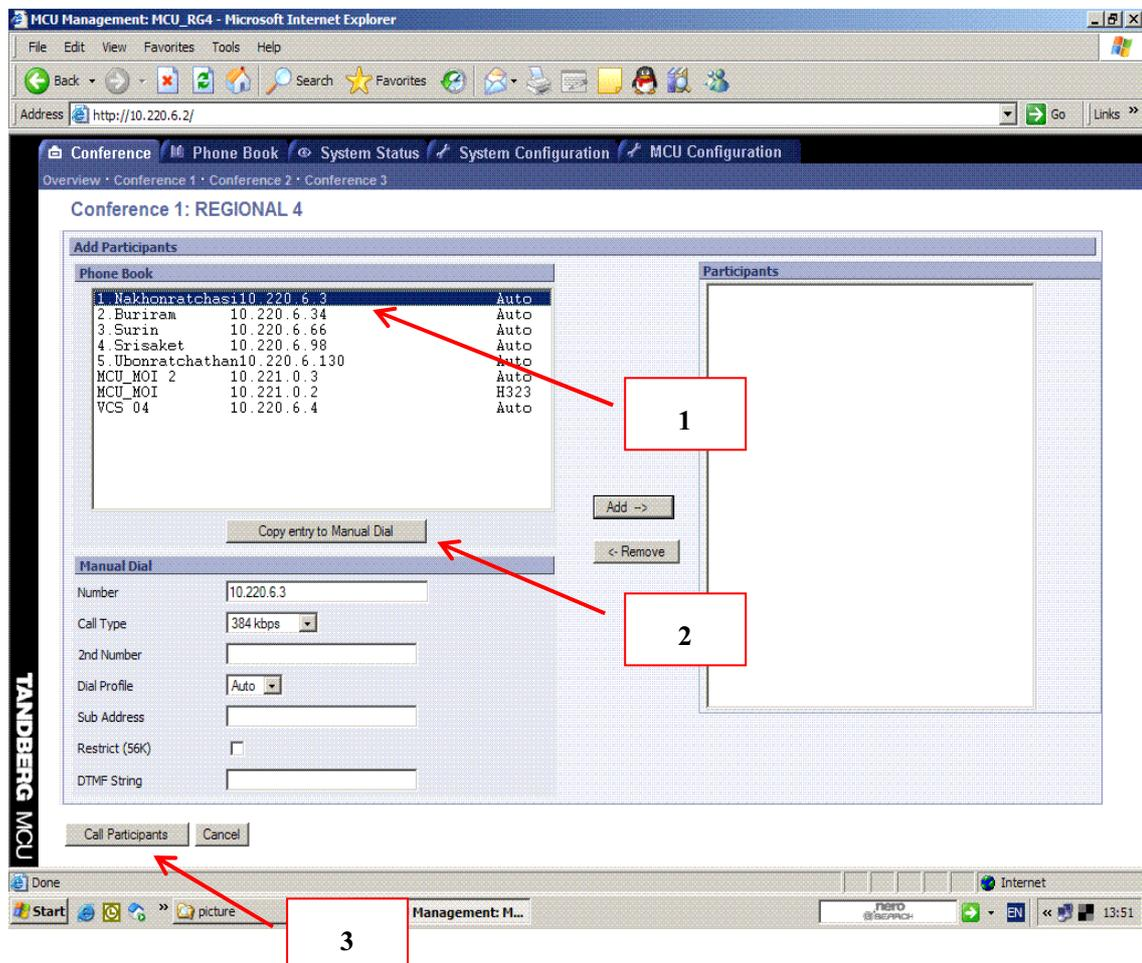 MCU Management: MCU_RG4 - Microsoft Internet Explorer
File Edit View Favorites Tools Help
Back Search Favorites
Address http://10.220.6.2/ Go Links »
Conference Phone Book System Status System Configuration MCU Configuration
Overview · Conference 1 · Conference 2 · Conference 3
Conference 1: REGIONAL 4
Add Participants
Phone Book
1.Nakhonratchasi10.220.6.3 Auto
2.Buriram 10.220.6.34 Auto
3.Surin 10.220.6.66 Auto
4.Srisaket 10.220.6.98 Auto
5.Ubonratchathan10.220.6.130 Auto
MCU_MOI 2 10.221.0.3 Auto
MCU_MOI 10.221.0.2 H323
VCS 04 10.220.6.4 Auto
Copy entry to Manual Dial
Participants
1
Add -->
<- Remove
2
Manual Dial
Number 10.220.6.3
Call Type 384 kbps
2nd Number
Dial Profile Auto
Sub Address
Restrict (56K)
DTMF String
Call Participants Cancel
TANDBERG MCU
Done Internet
Start » picture Management: M... nero SEARCH EN « 13:51
3